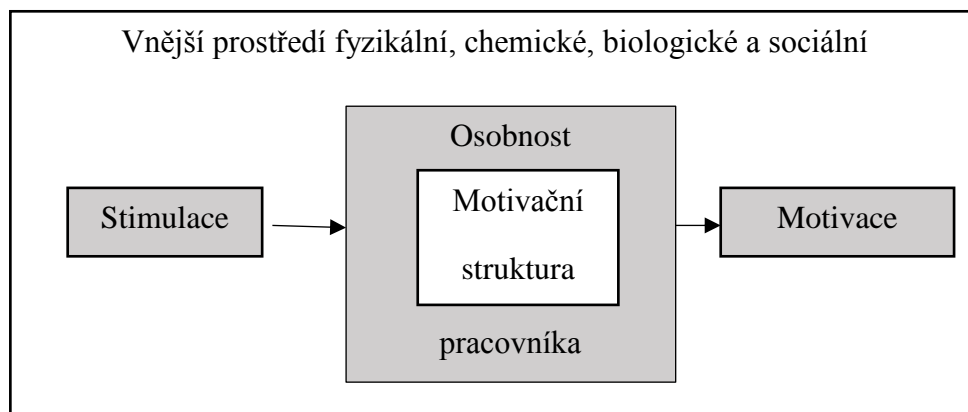 Vnější prostředí fyzikální, chemické, biologické a sociální
Osobnost
Stimulace
Motivační
struktura
Motivace
pracovníka